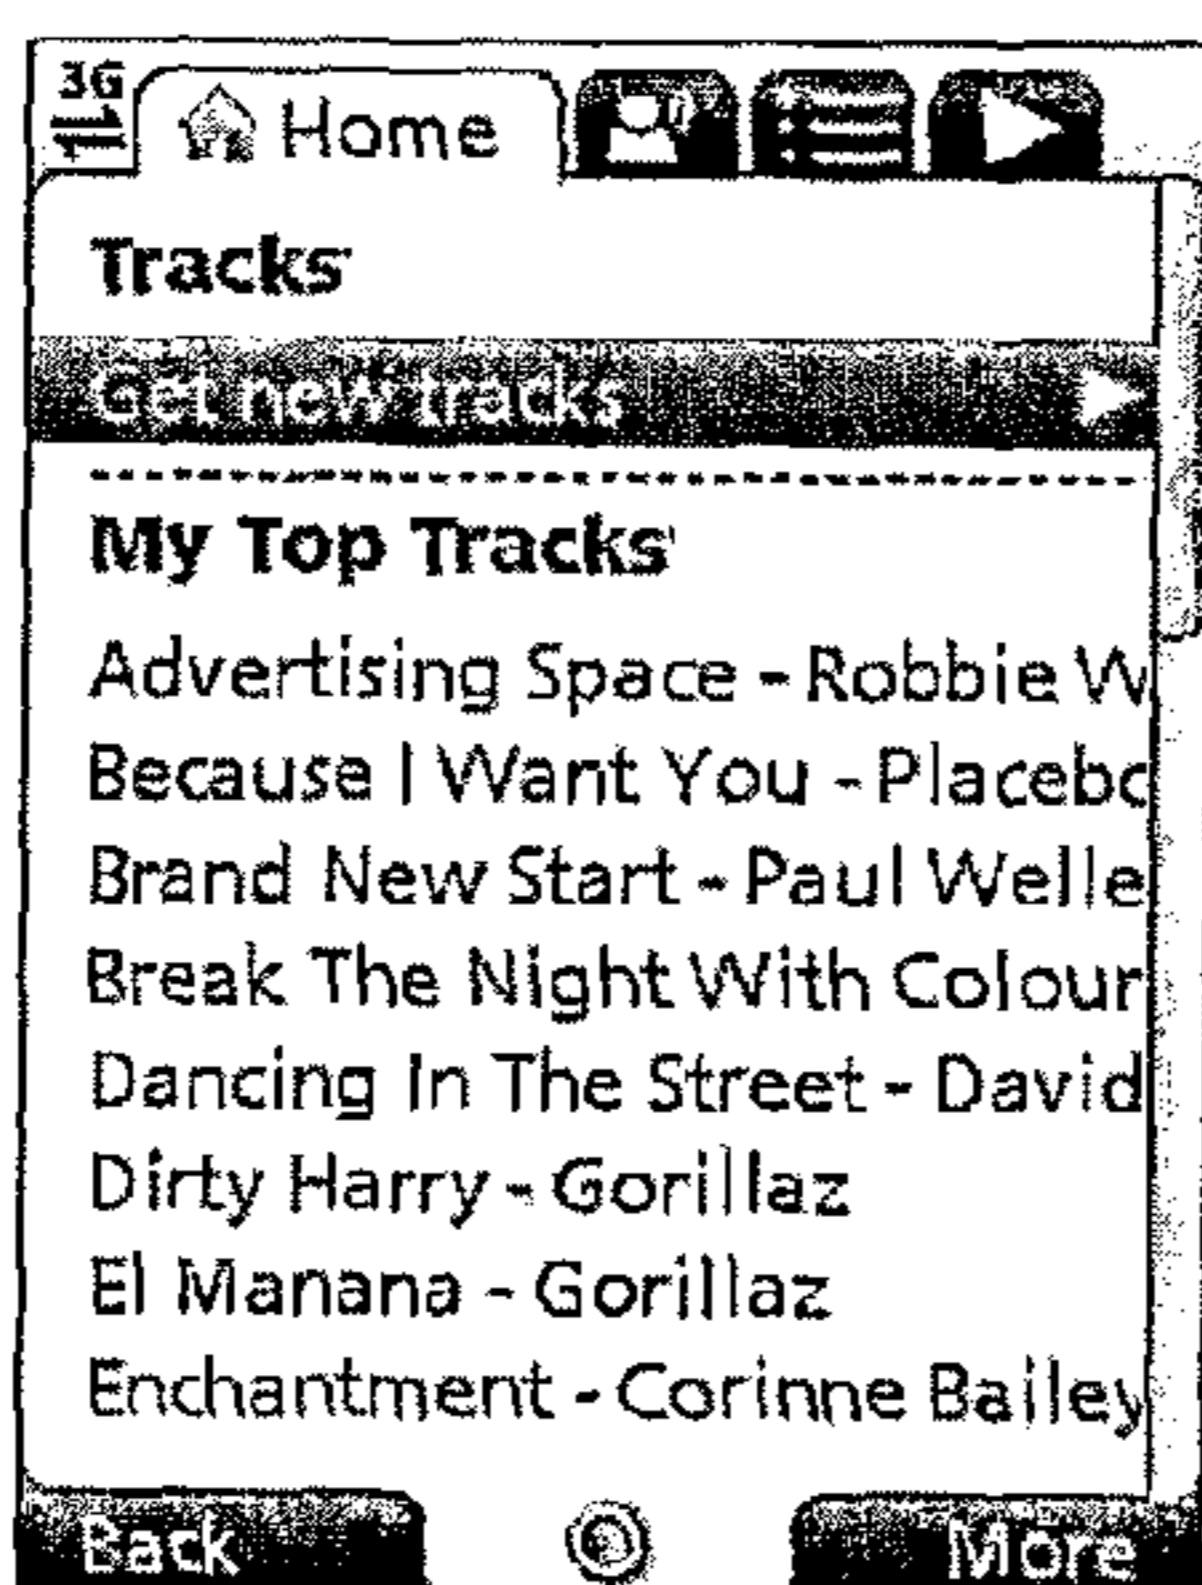 3G
Home
Tracks
Get new tracks
My Top Tracks
Advertising Space - Robbie W
Because I Want You - Placebo
Brand New Start - Paul Welle
Break The Night With Colour
Dancing In The Street - David
Dirty Harry - Gorillaz
El Manana - Gorillaz
Enchantment - Corinne Bailey
Back
More